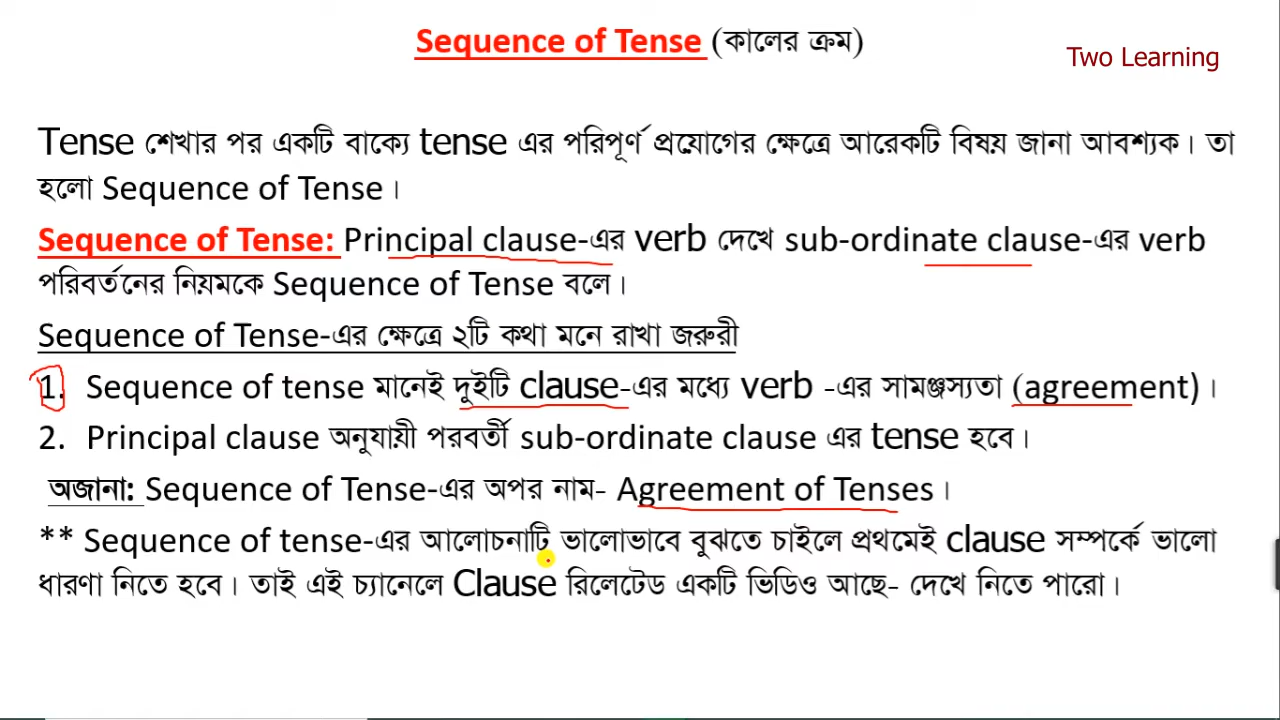 Sequence of Tense (কালের ক্রম)
Two Learning
Tense শেখার পর একটি বাক্যে tense এর পরিপূর্ণ প্রযোগের ক্ষেত্রে আরেকটি বিষয় জানা আবশ্যক। তা
হলো Sequence of Tense।
Sequence of Tense: Principal clause-এর verb দেখে sub-ordinate clause-এর verb
পরিবর্তনের নিয়মকে Sequence of Tense বলে।
Sequence of Tense-এর ক্ষেত্রে ২টি কথা মনে রাখা জরুরী
1. Sequence of tense মানেই দুইটি clause-এর মধ্যে verb -এর সামঞ্জস্যতা (agreement)।
2. Principal clause অনুযায়ী পরবর্তী sub-ordinate clause এর tense হবে।
অজানা: Sequence of Tense-এর অপর নাম- Agreement of Tenses।
** Sequence of tense-এর আলোচনাটি ভালোভাবে বুঝতে চাইলে প্রথমেই clause সম্পর্কে ভালো
ধারণা নিতে হবে। তাই এই চ্যানেলে Clause রিলেটেড একটি ভিডিও আছে- দেখে নিতে পারো।